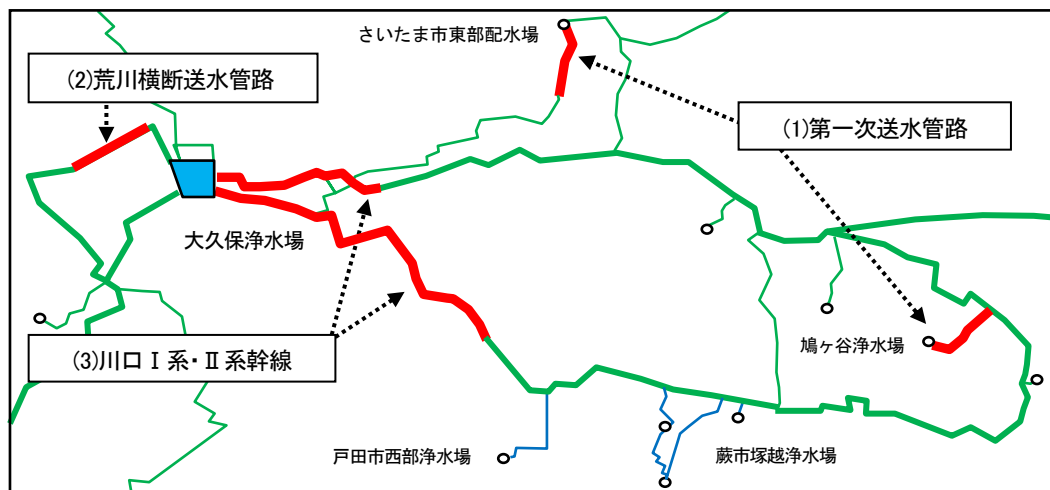 さいたま市東部配水場
(2)荒川横断送水管路
(1)第一次送水管路
大久保浄水場
(3)川口Ⅰ系・Ⅱ系幹線
鳩ヶ谷浄水場
戸田市西部浄水場
蕨市塚越浄水場